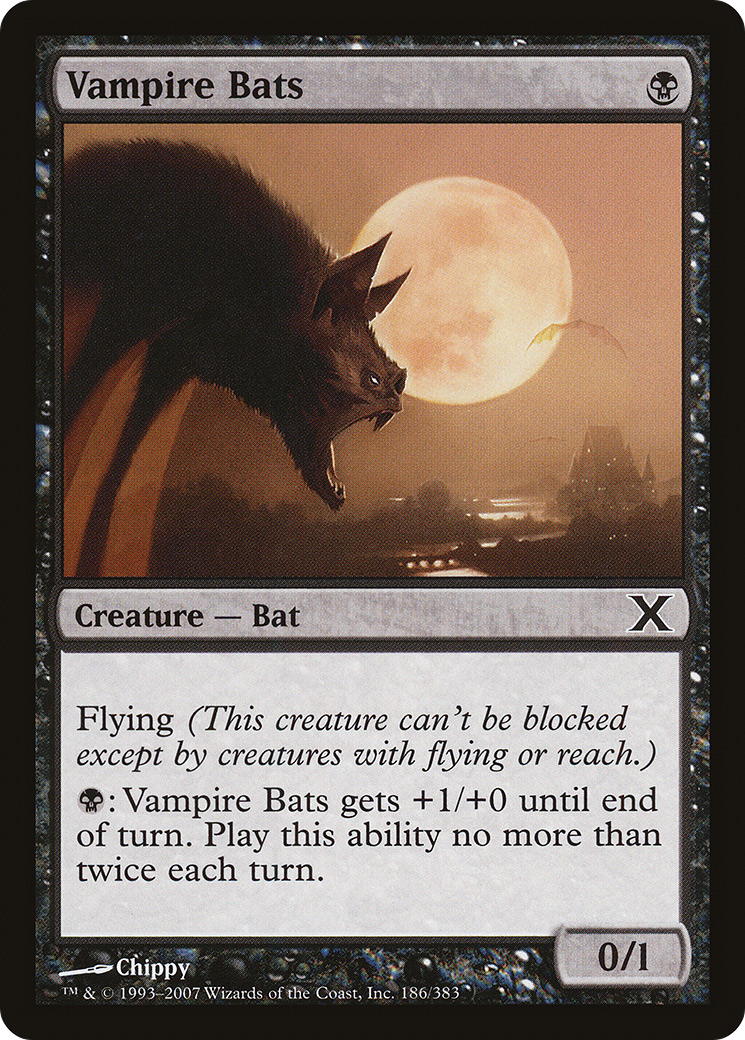 Vampire Bats
Creature — Bat
X
Flying (This creature can't be blocked
except by creatures with flying or reach.)
: Vampire Bats gets +1/+0 until end
of turn. Play this ability no more than
twice each turn.
0/1
Chippy
™ & © 1993–2007 Wizards of the Coast, Inc. 186/383